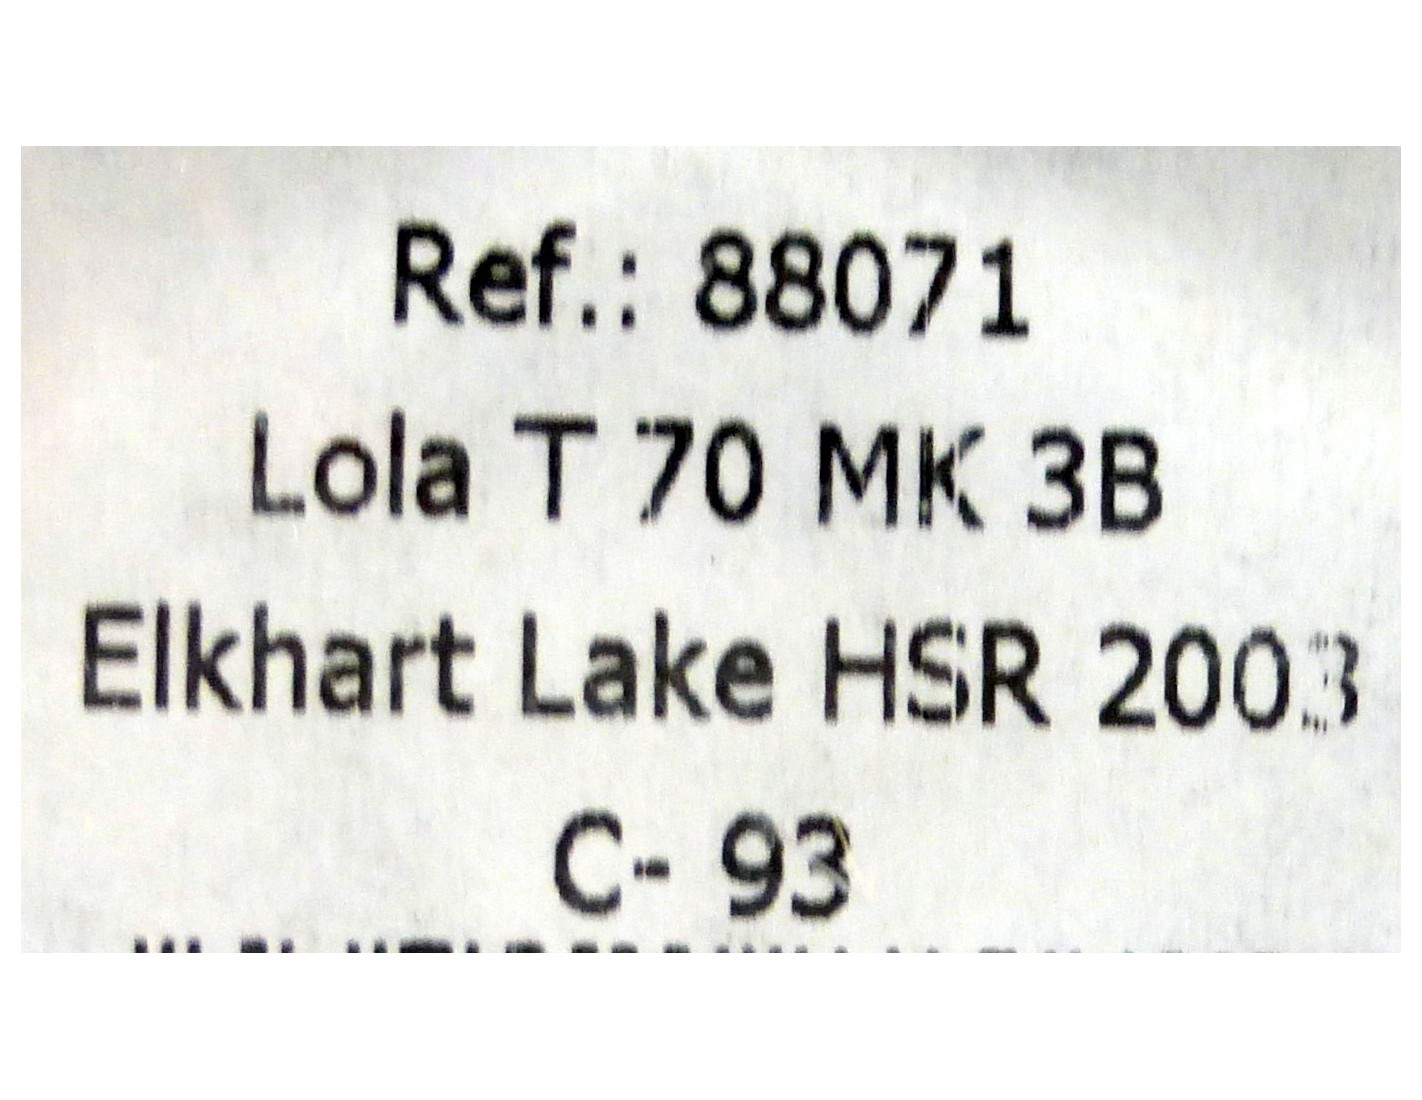 Ref.: 88071
Lola T 70 MK 3B
Elkhart Lake HSR 2003
C- 93